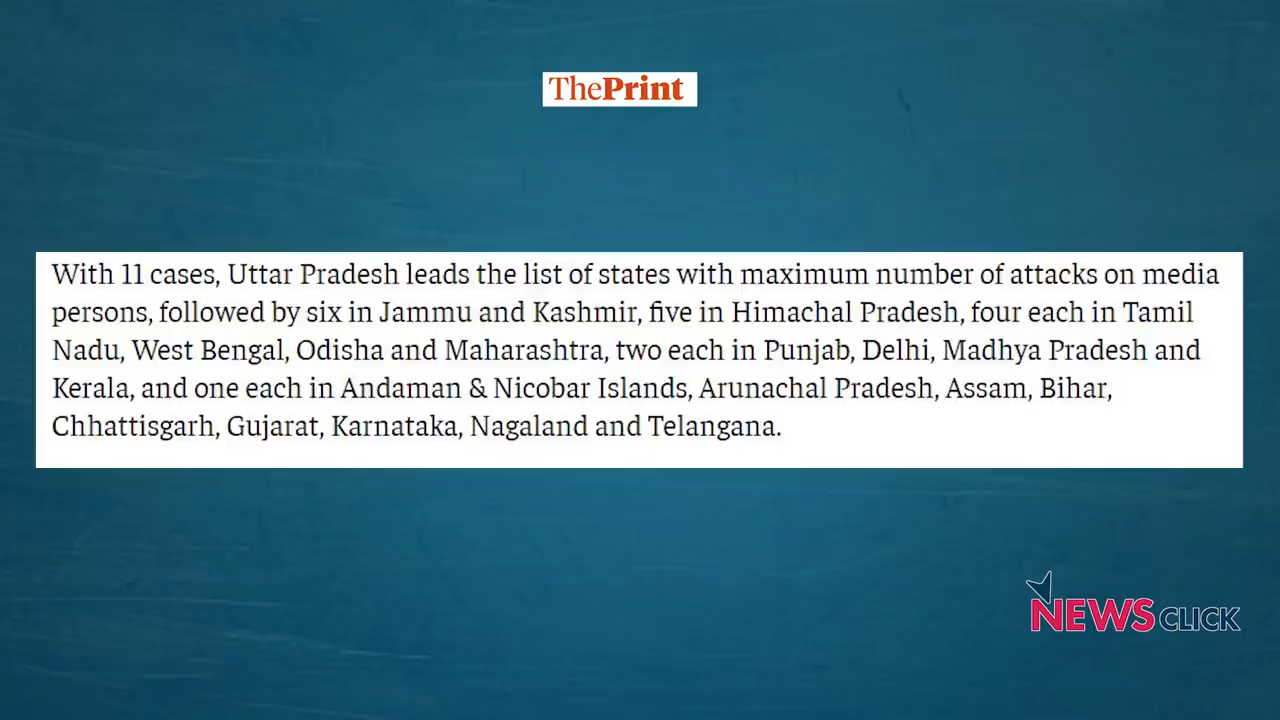 ThePrint
With 11 cases, Uttar Pradesh leads the list of states with maximum number of attacks on media
persons, followed by six in Jammu and Kashmir, five in Himachal Pradesh, four each in Tamil
Nadu, West Bengal, Odisha and Maharashtra, two each in Punjab, Delhi, Madhya Pradesh and
Kerala, and one each in Andaman & Nicobar Islands, Arunachal Pradesh, Assam, Bihar,
Chhattisgarh, Gujarat, Karnataka, Nagaland and Telangana.
NEWSCLICK